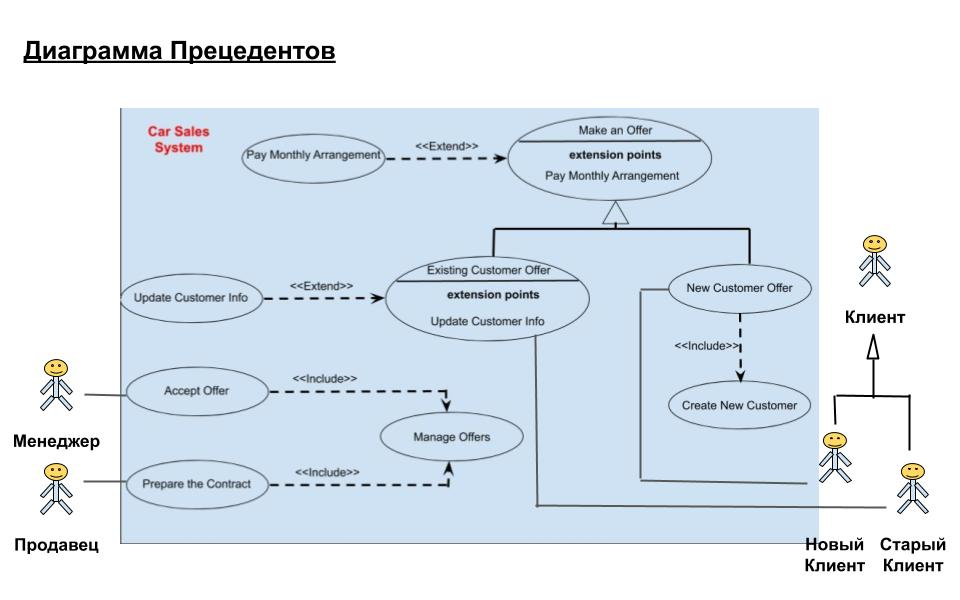 Диаграмма Прецедентов
Car Sales
System
Pay Monthly Arrangement
<<Extend>>
Make an Offer
extension points
Pay Monthly Arrangement
Update Customer Info
<<Extend>>
Existing Customer Offer
extension points
Update Customer Info
New Customer Offer
<<Include>>
Create New Customer
Клиент
Accept Offer
<<Include>>
Manage Offers
Менеджер
Prepare the Contract
<<Include>>
Продавец
Новый
Клиент
Старый
Клиент